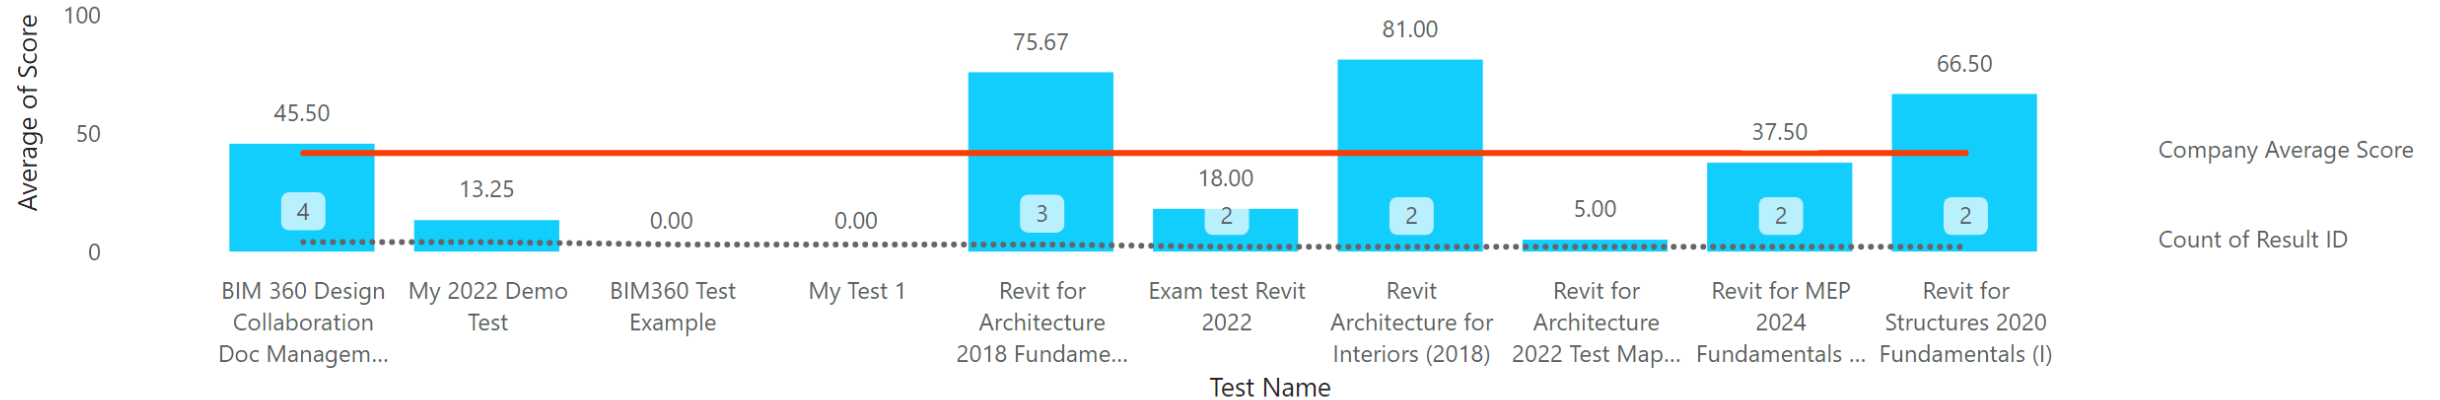 Average of Score
100
50
0
45.50
13.25
0.00
0.00
75.67
18.00
81.00
5.00
37.50
66.50
4
3
2
2
2
2
Company Average Score
Count of Result ID
BIM 360 Design
Collaboration
Doc Managem...
My 2022 Demo
Test
BIM360 Test
Example
My Test 1
Revit for
Architecture
2018 Fundame...
Exam test Revit
2022
Revit
Architecture for
Interiors (2018)
Revit for
Architecture
2022 Test Map...
Revit for MEP
2024
Fundamentals ...
Revit for
Structures 2020
Fundamentals (I)
Test Name